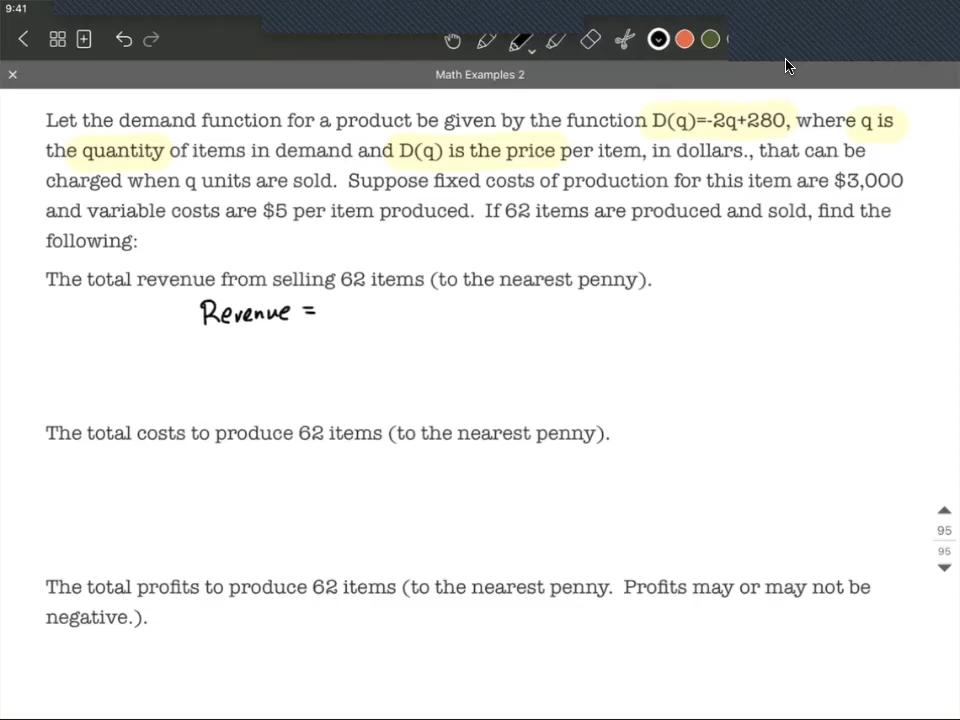 9:41
Math Examples 2
Let the demand function for a product be given by the function D(q)=-2q+280, where q is
the quantity of items in demand and D(q) is the price per item, in dollars., that can be
charged when q units are sold. Suppose fixed costs of production for this item are $3,000
and variable costs are $5 per item produced. If 62 items are produced and sold, find the
following:
The total revenue from selling 62 items (to the nearest penny).
Revenue =
The total costs to produce 62 items (to the nearest penny).
95
95
The total profits to produce 62 items (to the nearest penny. Profits may or may not be
negative.).